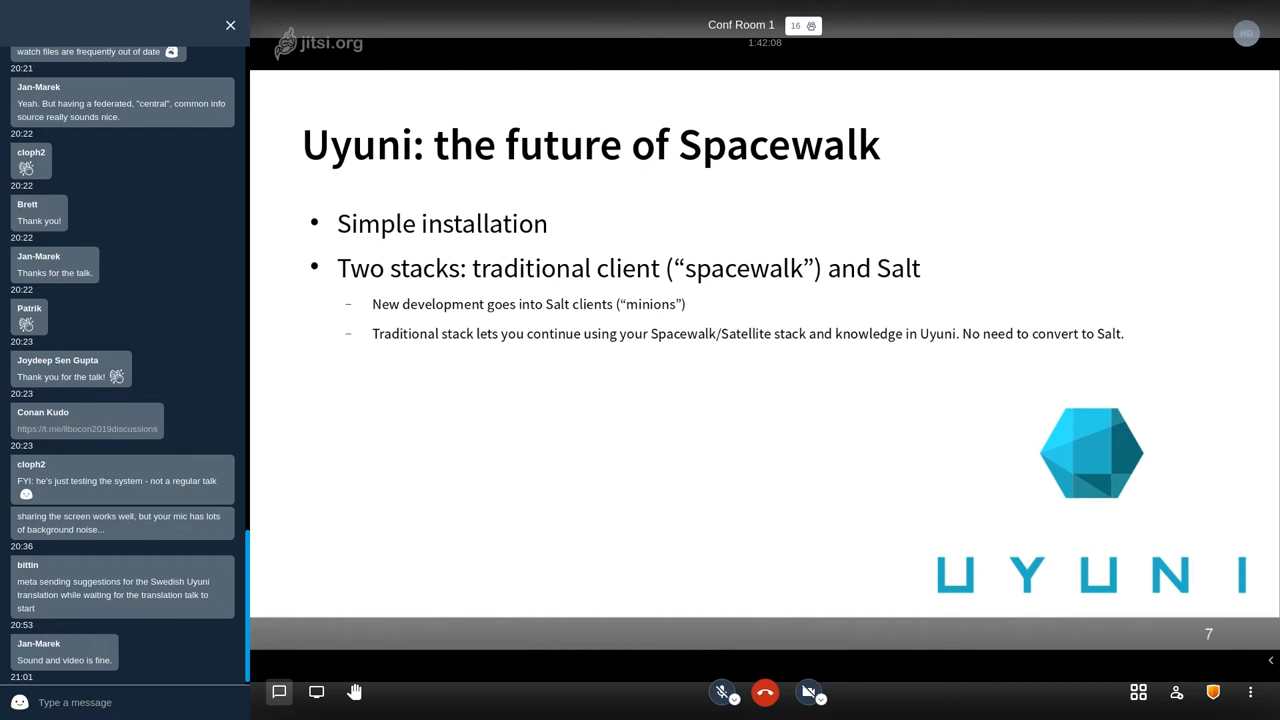 watch files are frequently out of date
20:21
Jan-Marek
Yeah. But having a federated, "central", common info
source really sounds nice.
20:22
cloph2
20:22
Brett
Thank you!
20:22
Jan-Marek
Thanks for the talk.
20:22
Patrik
20:23
Joydeep Sen Gupta
Thank you for the talk!
20:23
Conan Kudo
https://t.me/libocon2019discussions
20:23
cloph2
FYI: he's just testing the system - not a regular talk
sharing the screen works well, but your mic has lots
of background noise...
20:36
bittin
meta sending suggestions for the Swedish Uyuni
translation while waiting for the translation talk to
start
20:53
Jan-Marek
Sound and video is fine.
21:01
Type a message
jitsi.org
Conf Room 1
16
1:42:08
HD
Uyuni: the future of Spacewalk
• Simple installation
• Two stacks: traditional client (“spacewalk”) and Salt
– New development goes into Salt clients (“minions”)
– Traditional stack lets you continue using your Spacewalk/Satellite stack and knowledge in Uyuni. No need to convert to Salt.
UYUNI
7